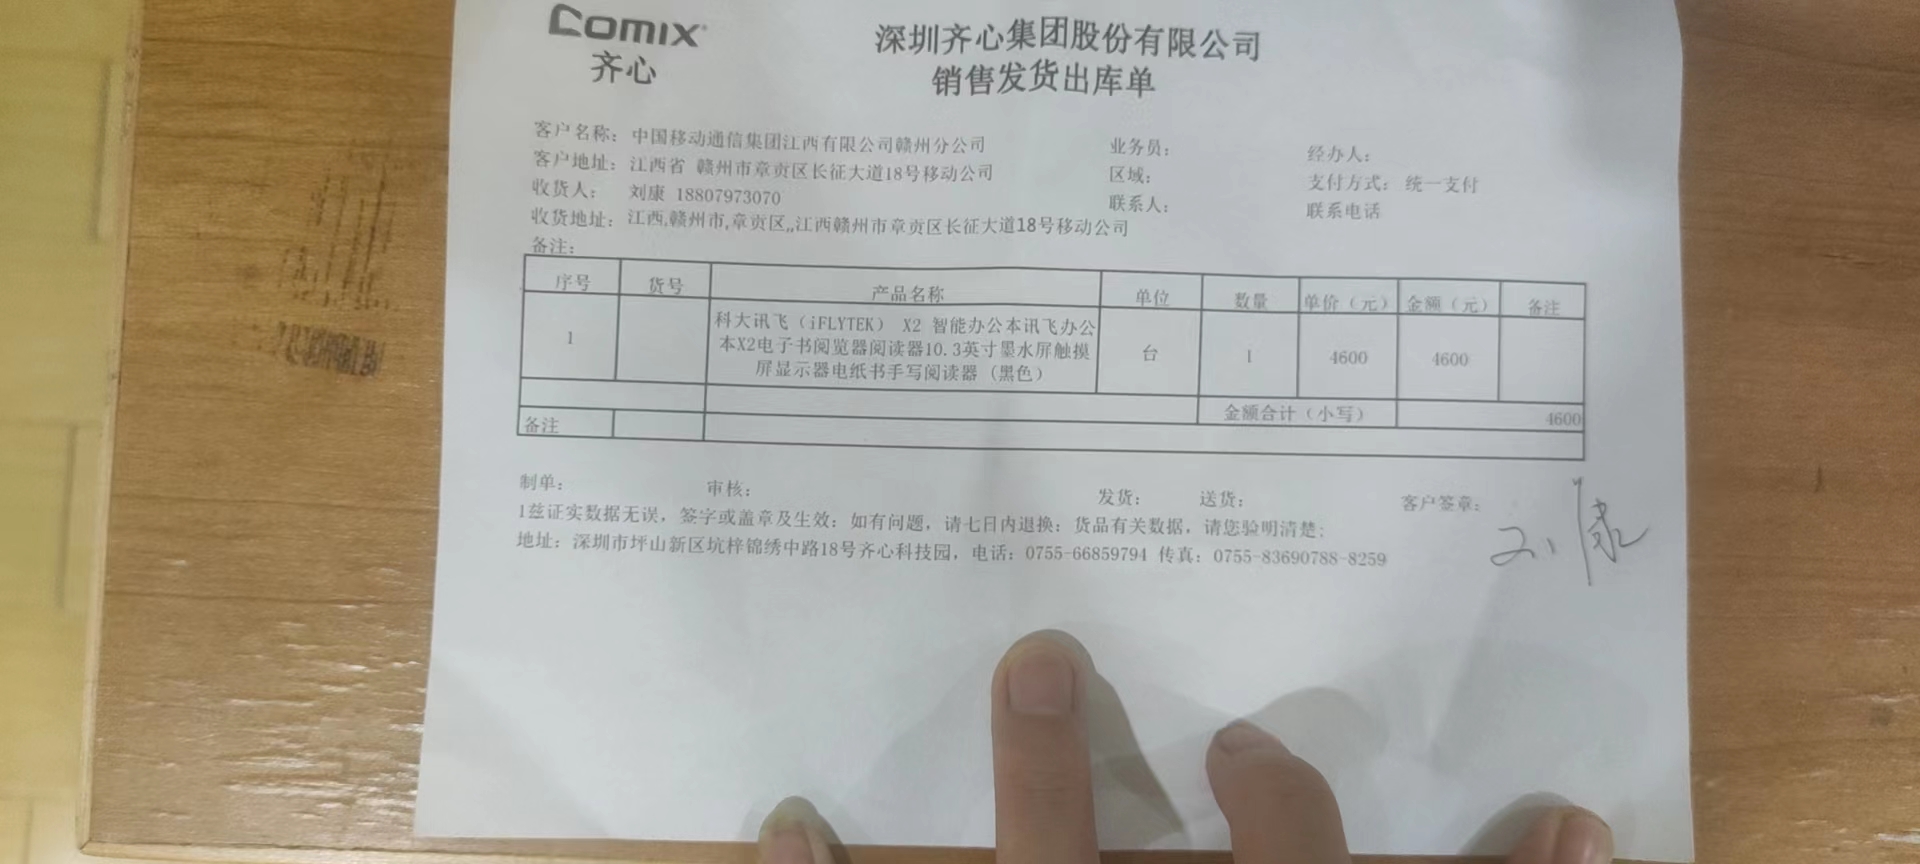 COMIX
齐心
深圳齐心集团股份有限公司
销售发货出库单
客户名称：中国移动通信集团江西有限公司赣州分公司 业务员： 经办人：
客户地址：江西省 赣州市章贡区长征大道18号移动公司 区域： 支付方式：统一支付
收货人： 刘康 18807973070 联系人： 联系电话
收货地址：江西,赣州市,章贡区,,江西赣州市章贡区长征大道18号移动公司
备注：
序号 货号 产品名称 单位 数量 单价（元） 金额（元） 备注
1 科大讯飞（iFLYTEK） X2 智能办公本讯飞办公本X2电子书阅览器阅读器10.3英寸墨水屏触摸屏显示器电纸书手写阅读器（黑色） 台 1 4600 4600
金额合计（小写） 4600
备注
制单： 审核： 发货： 送货： 客户签章：
刘康
1兹证实数据无误，签字或盖章及生效：如有问题，请七日内退换：货品有关数据，请您验明清楚；
地址：深圳市坪山新区坑梓锦绣中路18号齐心科技园，电话：0755-66859794 传真：0755-83690788-8259